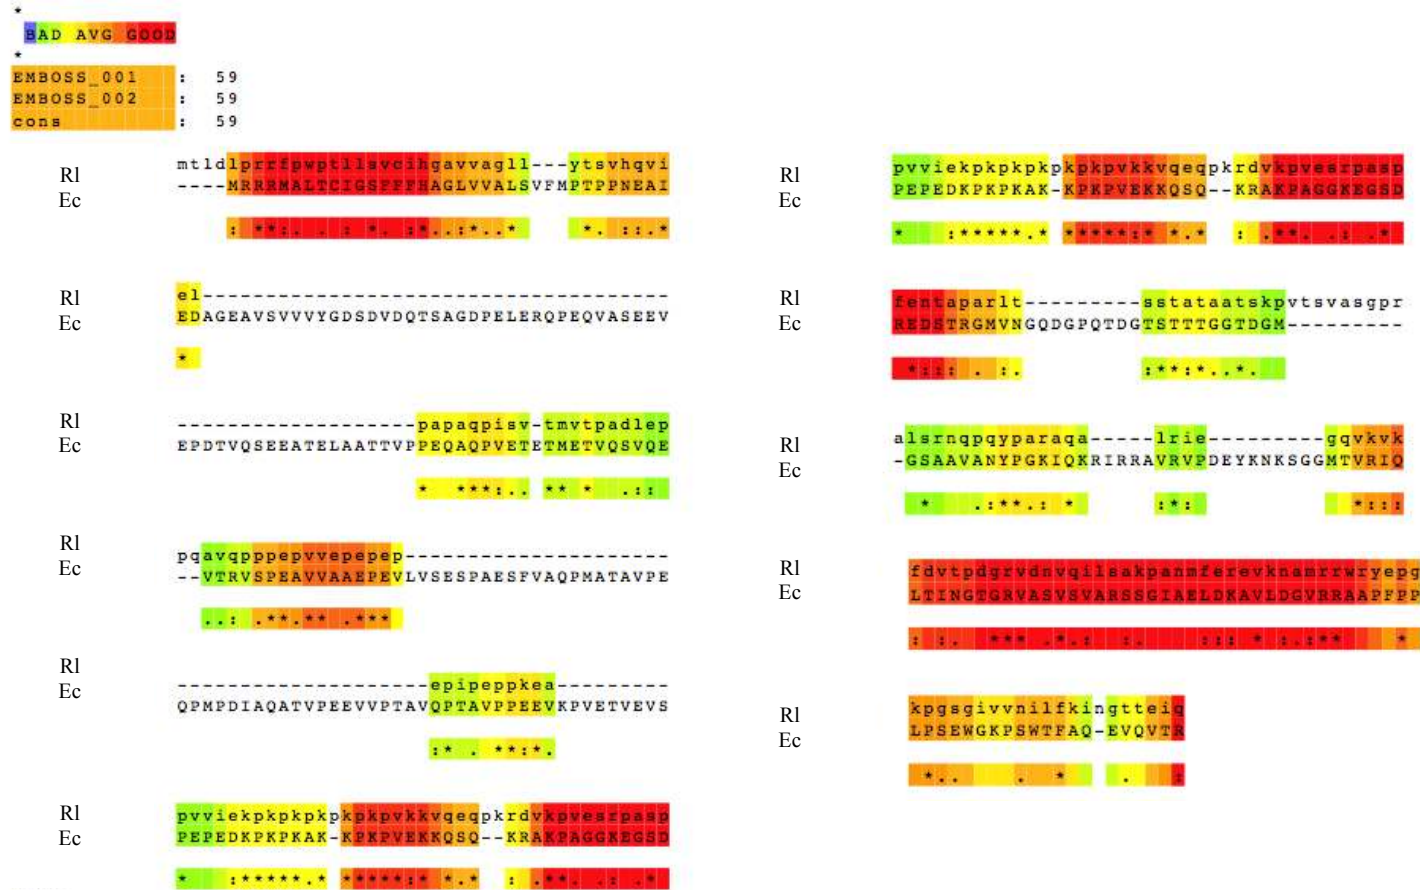 *
BAD AVG GOOD
*
EMBOSS_001 : 59
EMBOSS_002 : 59
cons : 59
Rl mtldlprrfpwptllsvcihgavvagll---ytsvhqvi
Ec ----MRRRMALTCIGSFFFHAGLVVALSVFMPTPPNEAI
: **:. . : *. :*..:*..* *. ::.*
Rl el-------------------------------------
Ec EDAGEAVSVVVYGDSDVDQTSAGDPELERQPEQVASEEV
*
Rl -------------------papaqpisv-tmvtpadlep
Ec EPDTVQSEEATELAATTVPPEQAQPVETETMETVQSVQE
* ***:.. ** * .::
Rl pqavqpppepvvepepep---------------------
Ec --VTRVSPEAVVAAEPEVLVSESPAESFVAQPMATAVPE
..: .**.** .***
Rl --------------------epipeppkea---------
Ec QPMPDIAQATVPEEVVPTAVQPTAVPPEEVKPVETVEVS
:* . **:*.
Rl pvviekpkpkpkpkpkpvkkvqeqpkrdvkpvesrpasp
Ec PEPEDKPKPKAK-KPKPVEKKQSQ--KRAKPAGGKEGSD
* :*****.* *****:* *.* : .**. .: .*
Rl pvviekpkpkpkpkpkpvkkvqeqpkrdvkpvesrpasp
Ec PEPEDKPKPKAK-KPKPVEKKQSQ--KRAKPAGGKEGSD
* :*****.* *****:* *.* : .**. .: .*
Rl fentaparlt---------sstataatskpvtsvasgpr
Ec REDSTRGMVNGQDGPQTDGTSTTTGGTDGM---------
*::: . :. :**:*..*.
Rl alsrnqpqyparaqa-----lrie---------gqvkvk
Ec -GSAAVANYPGKIQKRIRRAVRVPDEYKNKSGGMTVRIQ
* .:**.: * :*: *:::
Rl fdvtpdgrvdnvqilsakpanmferevknamrrwryepg
Ec LTINGTGRVASVSVARSSGIAELDKAVLDGVRRAAPFPP
: :. *** .*.: :. ::: * :.:** *
Rl kpgsgivvnilfkingtteiq
Ec LPSEWGKPSWTFAQ-EVQVTR
*.. . * . :